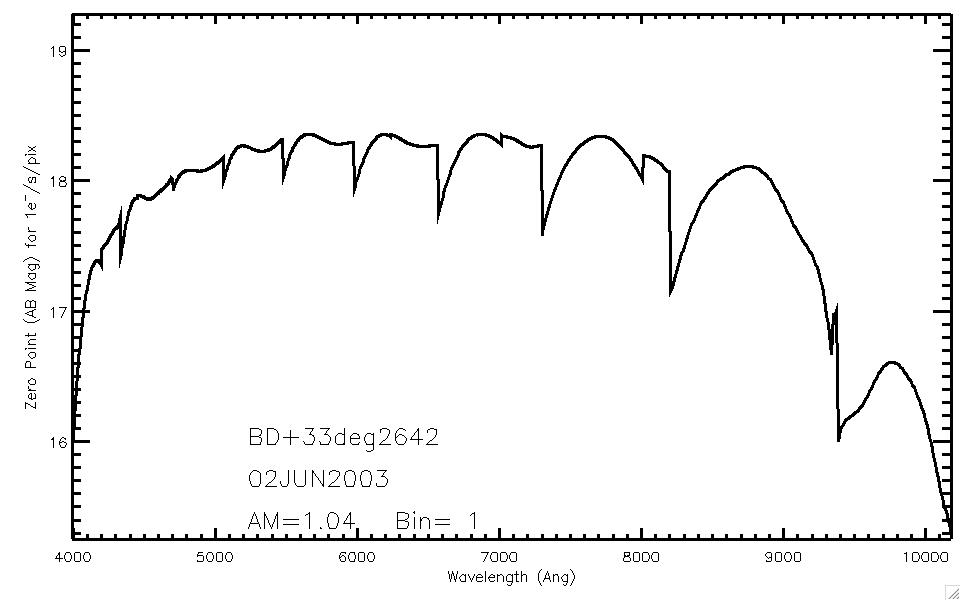 19
18
17
16
Zero Point (AB Mag) for 1e⁻/s/pix
BD+33deg2642
02JUN2003
AM=1.04 Bin= 1
4000 5000 6000 7000 8000 9000 10000
Wavelength (Ang)